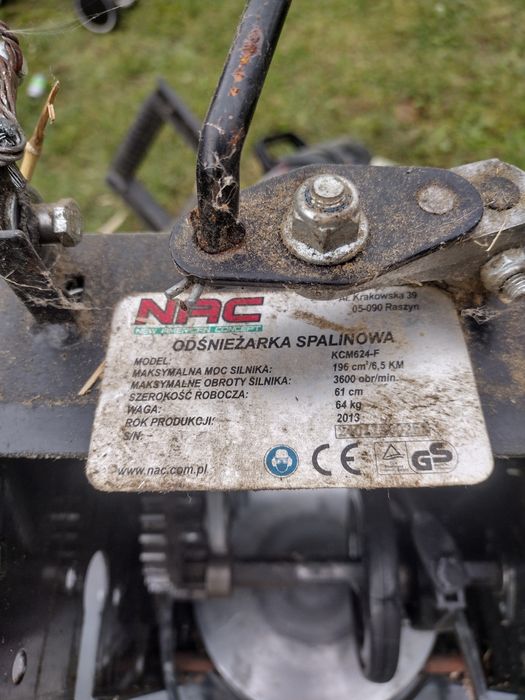 NAC
NEW AMERICAN CONCEPT
Al. Krakowska 39
05-090 Raszyn
ODŚNIEŻARKA SPALINOWA
MODEL: KCM624-F
MAKSYMALNA MOC SILNIKA: 196 cm³/6,5 KM
MAKSYMALNE OBROTY SILNIKA: 3600 obr/min.
SZEROKOŚĆ ROBOCZA: 61 cm
WAGA: 64 kg
ROK PRODUKCJI: 2013
S/N:
www.nac.com.pl CE GS